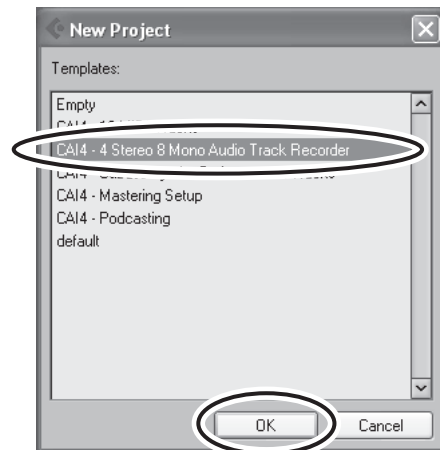 New Project
Templates:
Empty
CAI4 - 4 Stereo 8 Mono Audio Track Recorder
CAI4 - Mastering Setup
CAI4 - Podcasting
default
OK
Cancel